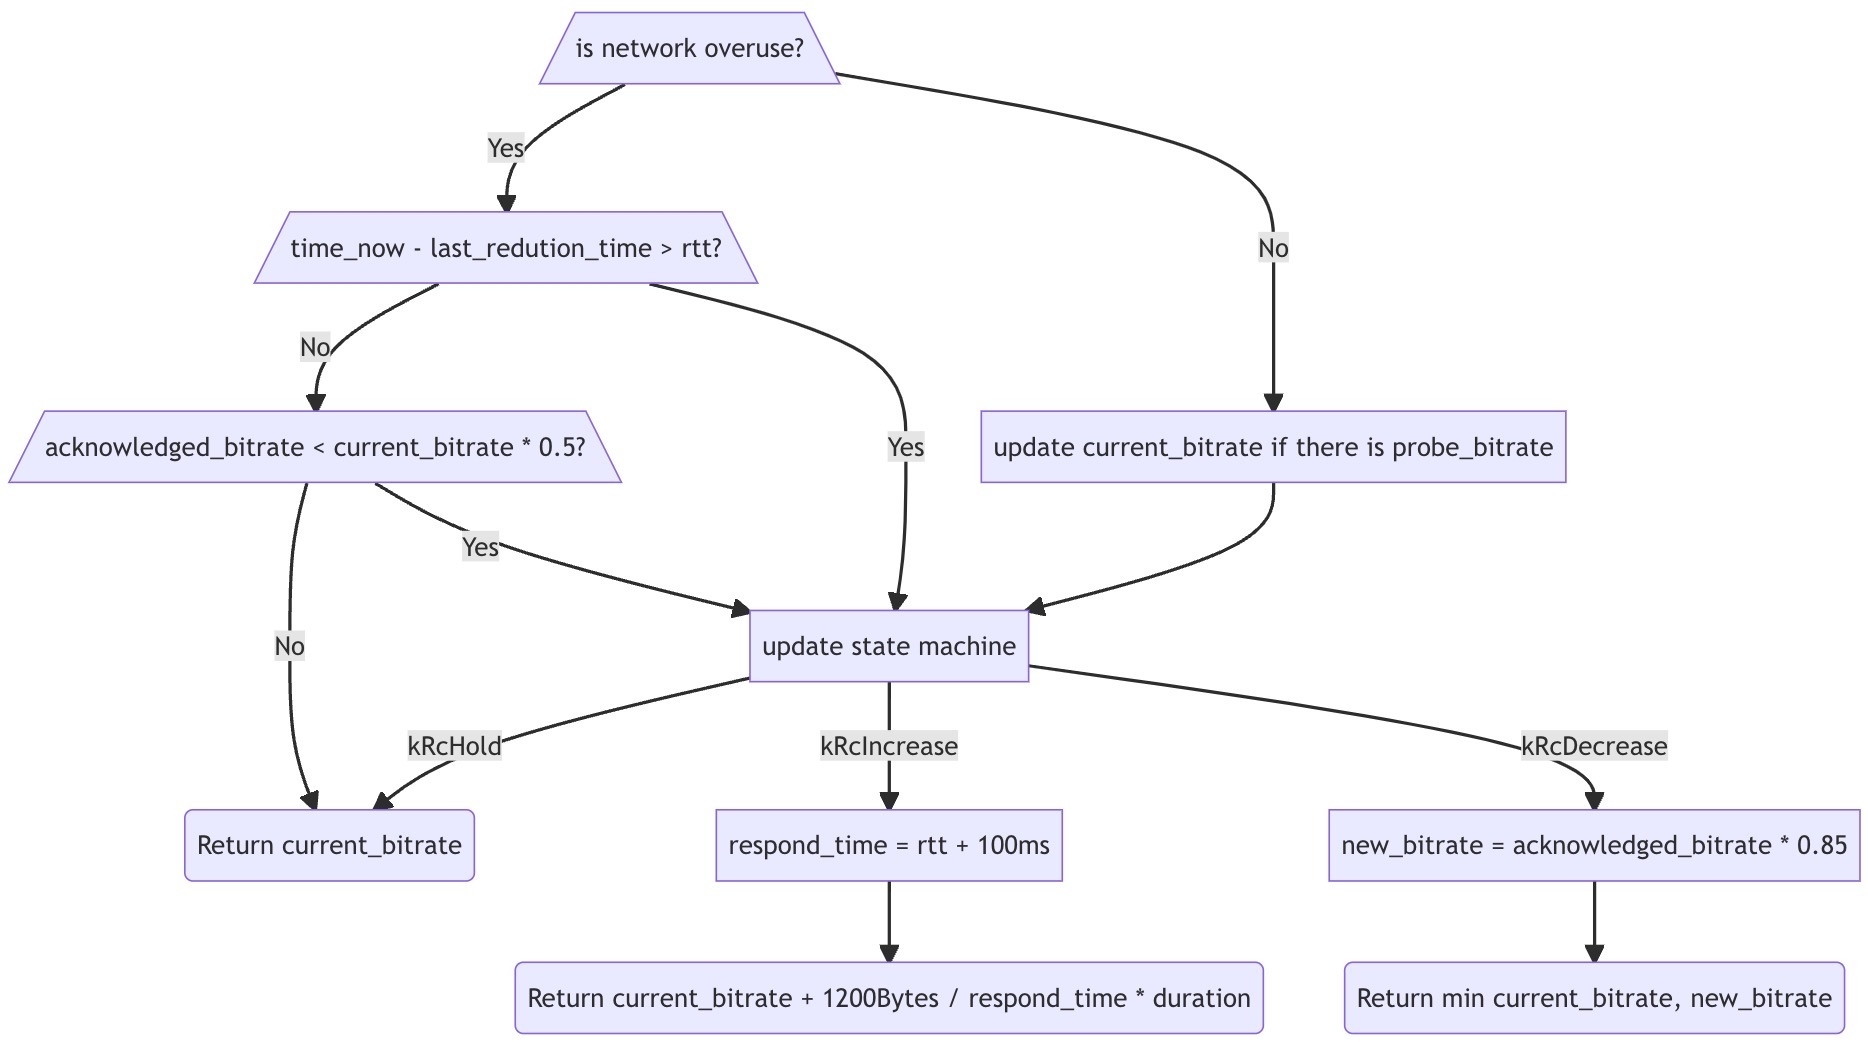 is network overuse?
Yes
time_now - last_redution_time > rtt?
No
No
acknowledged_bitrate < current_bitrate * 0.5?
Yes
update current_bitrate if there is probe_bitrate
Yes
No
update state machine
kRcHold
kRcIncrease
kRcDecrease
Return current_bitrate
respond_time = rtt + 100ms
new_bitrate = acknowledged_bitrate * 0.85
Return current_bitrate + 1200Bytes / respond_time * duration
Return min current_bitrate, new_bitrate